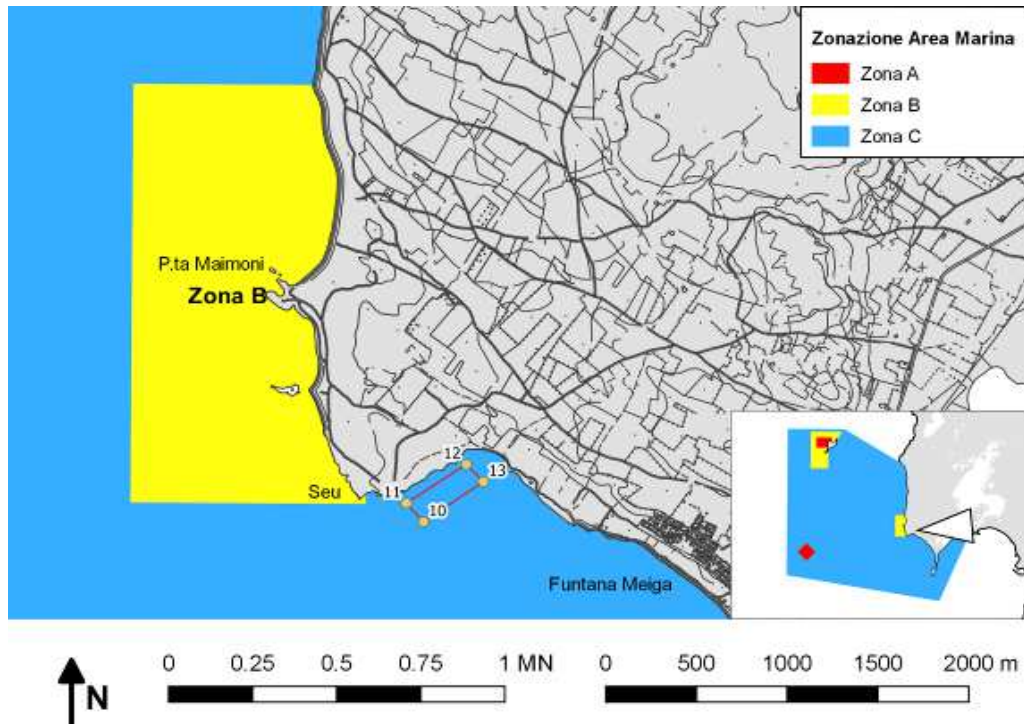 Zonazione Area Marina
Zona A
Zona B
Zona C
P.ta Maimoni
Zona B
12
13
11
Seu
10
Funtana Meiga
N
0 0.25 0.5 0.75 1 MN
0 500 1000 1500 2000 m